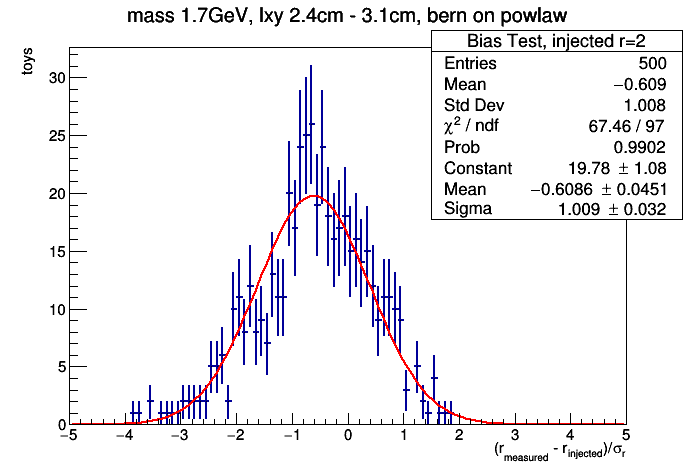 mass 1.7GeV, lxy 2.4cm - 3.1cm, bern on powlaw
Bias Test, injected r=2
Entries 500
Mean −0.609
Std Dev 1.008
χ² / ndf 67.46 / 97
Prob 0.9902
Constant 19.78 ± 1.08
Mean −0.6086 ± 0.0451
Sigma 1.009 ± 0.032
toys
30
25
20
15
10
5
0
−5 −4 −3 −2 −1 0 1 2 3 4 5
(r_measured - r_injected)/σ_r